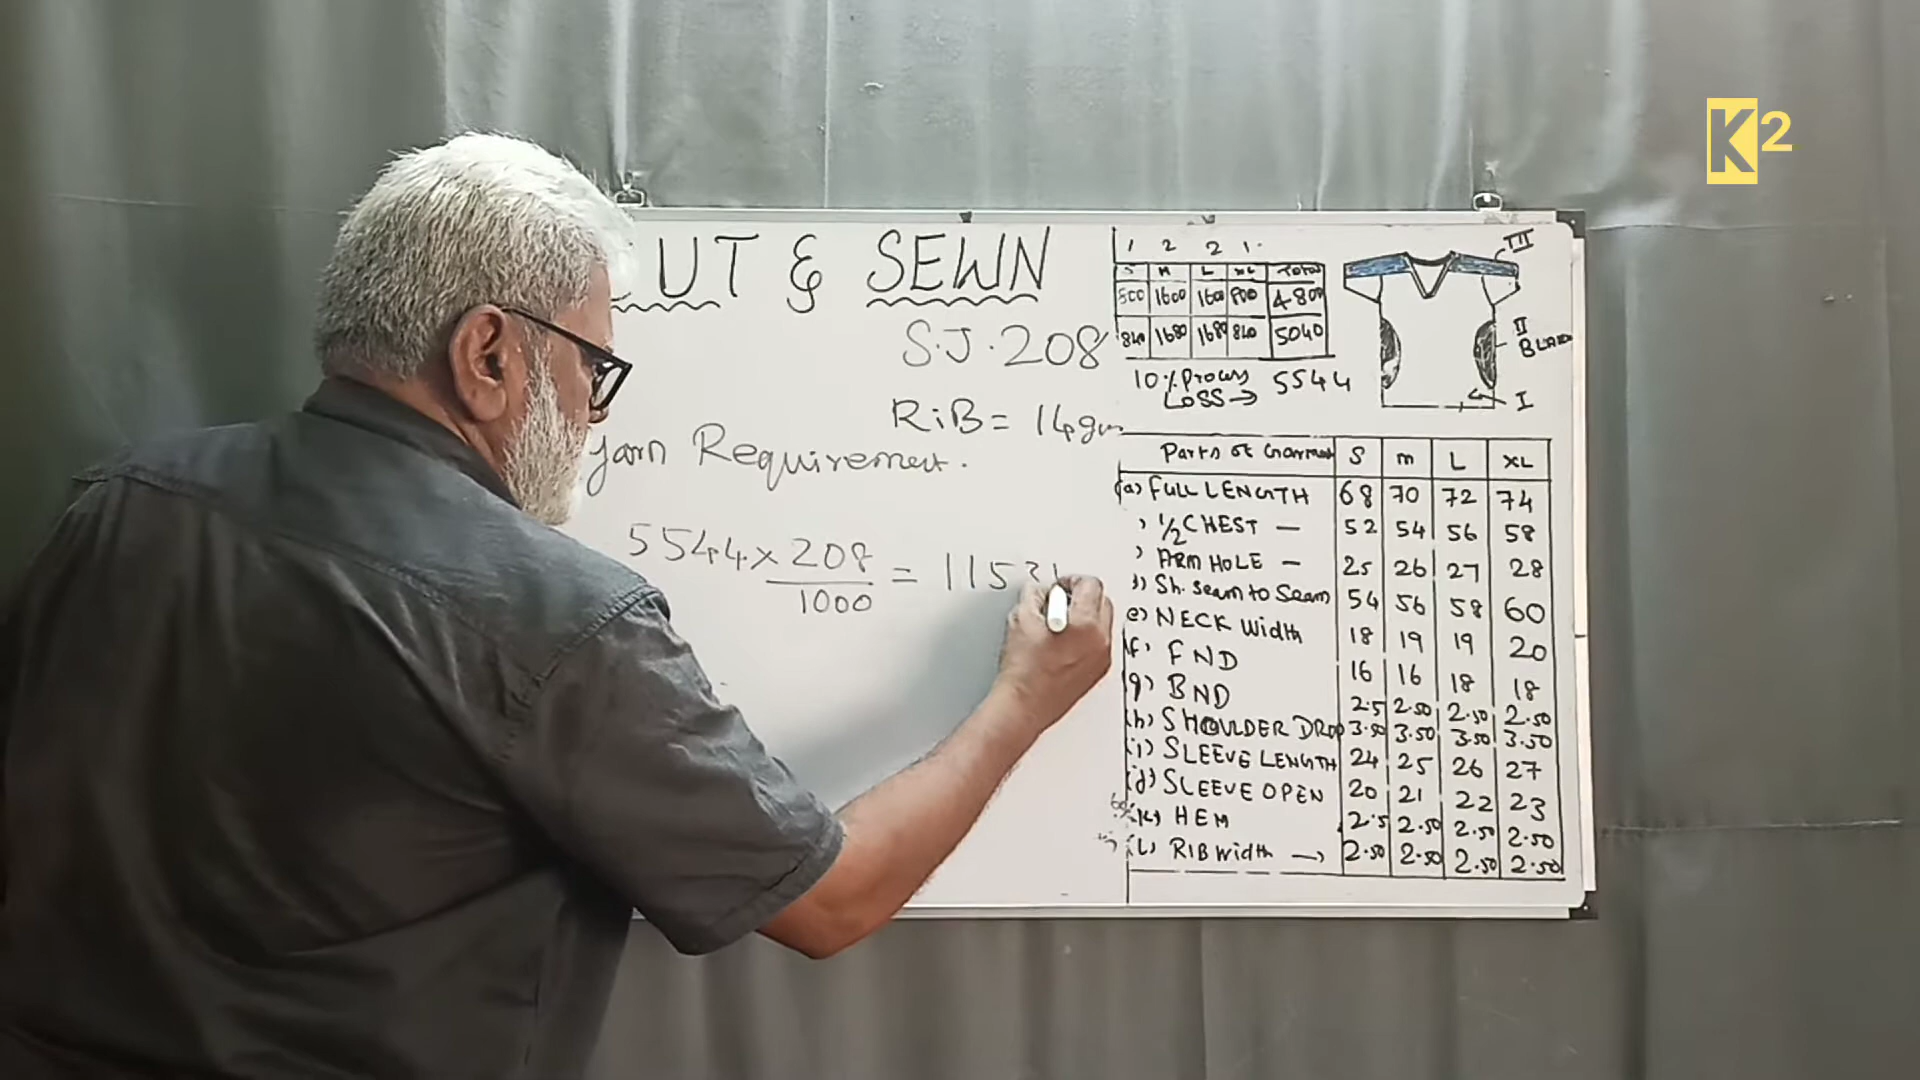 K2
UT & SEWN
S.J. 208
RiB = 14gm
yarn Requirement.
5544 x 208 / 1000 = 1153
1 2 2 1
S M L XL Total
800 1600 1600 800 4800
840 1680 1680 840 5040
10% Process Loss → 5544
III
II
I
Parts of Garment S m L XL
(a) FULL LENGTH 68 70 72 74
) 1/2 CHEST — 52 54 56 58
) ARM HOLE — 25 26 27 28
) Sh. Seam to Seam 54 56 58 60
e) NECK Width 18 19 19 20
(f) FND 16 16 18 18
(g) BND 2.5 2.50 2.50 2.50
(h) SHOULDER DROP 3.50 3.50 3.50 3.50
(i) SLEEVE LENGTH 24 25 26 27
(j) SLEEVE OPEN 20 21 22 23
(k) HEM 2.5 2.50 2.50 2.50
(L) RIB Width → 2.50 2.50 2.50 2.50